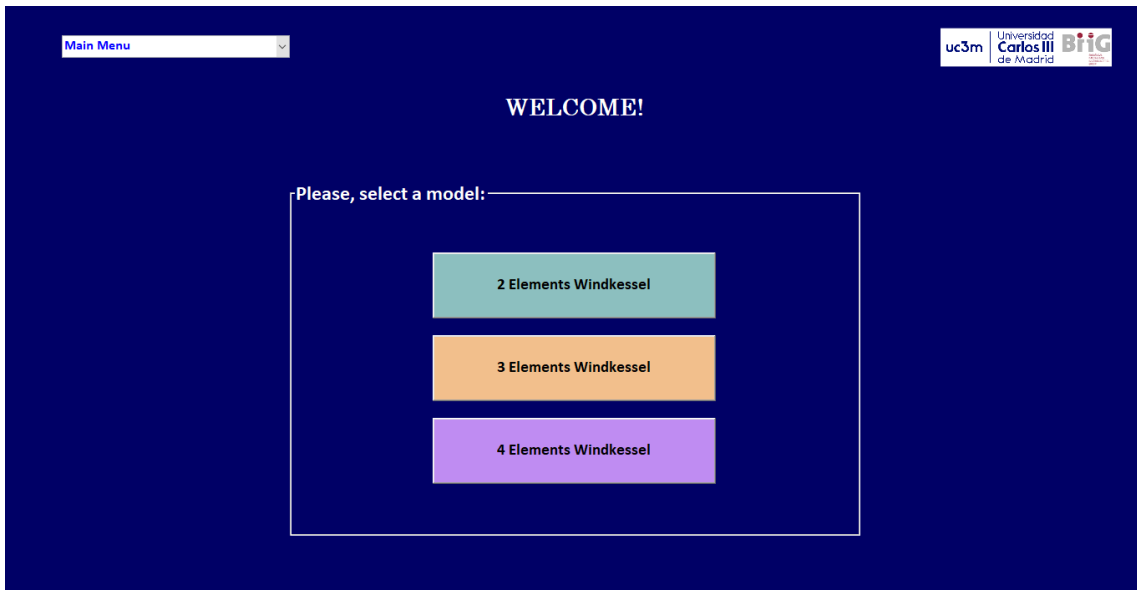 Main Menu
uc3m
Universidad
Carlos III
de Madrid
BiiG
WELCOME!
Please, select a model:
2 Elements Windkessel
3 Elements Windkessel
4 Elements Windkessel